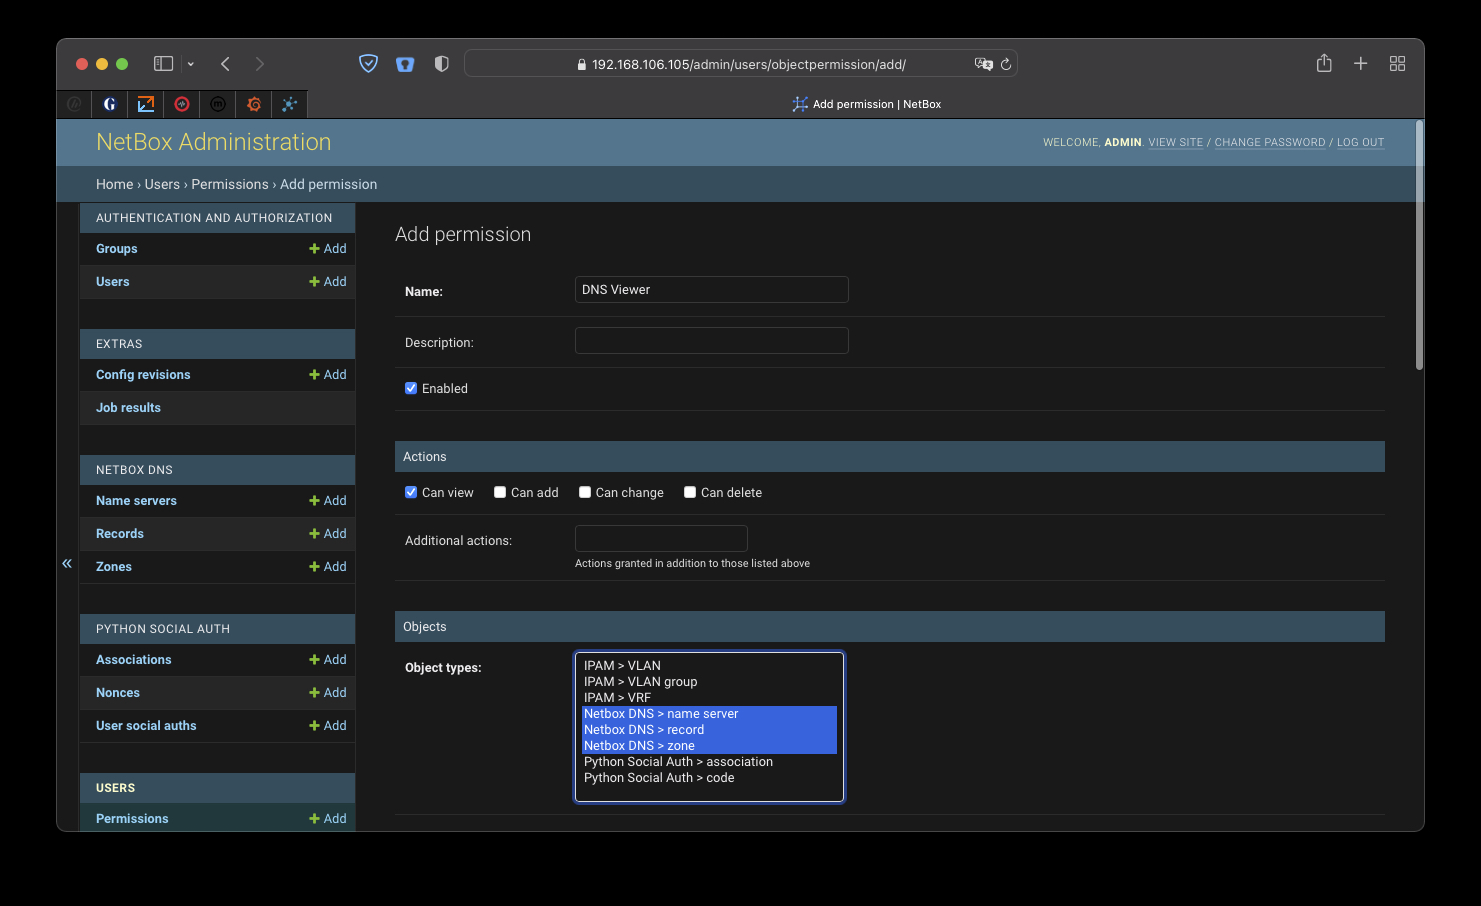 192.168.106.105/admin/users/objectpermission/add/
Add permission | NetBox
NetBox Administration
WELCOME, ADMIN. VIEW SITE / CHANGE PASSWORD / LOG OUT
Home › Users › Permissions › Add permission
AUTHENTICATION AND AUTHORIZATION
Groups + Add
Users + Add
EXTRAS
Config revisions + Add
Job results
NETBOX DNS
Name servers + Add
Records + Add
Zones + Add
PYTHON SOCIAL AUTH
Associations + Add
Nonces + Add
User social auths + Add
USERS
Permissions + Add
«
Add permission
Name: DNS Viewer
Description:
Enabled
Actions
Can view Can add Can change Can delete
Additional actions:
Actions granted in addition to those listed above
Objects
Object types:
IPAM > VLAN
IPAM > VLAN group
IPAM > VRF
Netbox DNS > name server
Netbox DNS > record
Netbox DNS > zone
Python Social Auth > association
Python Social Auth > code